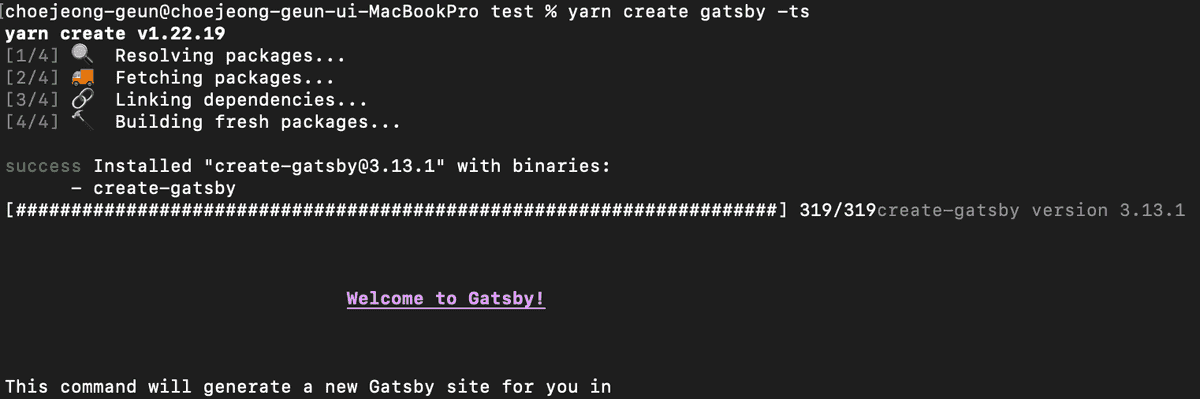 choejeong-geun@choejeong-geun-ui-MacBookPro test % yarn create gatsby -ts
yarn create v1.22.19
[1/4] 🔍  Resolving packages...
[2/4] 🚚  Fetching packages...
[3/4] 🔗  Linking dependencies...
[4/4] 🔨  Building fresh packages...
success Installed "create-gatsby@3.13.1" with binaries:
      - create-gatsby
[#####################################################################] 319/319create-gatsby version 3.13.1
Welcome to Gatsby!
This command will generate a new Gatsby site for you in